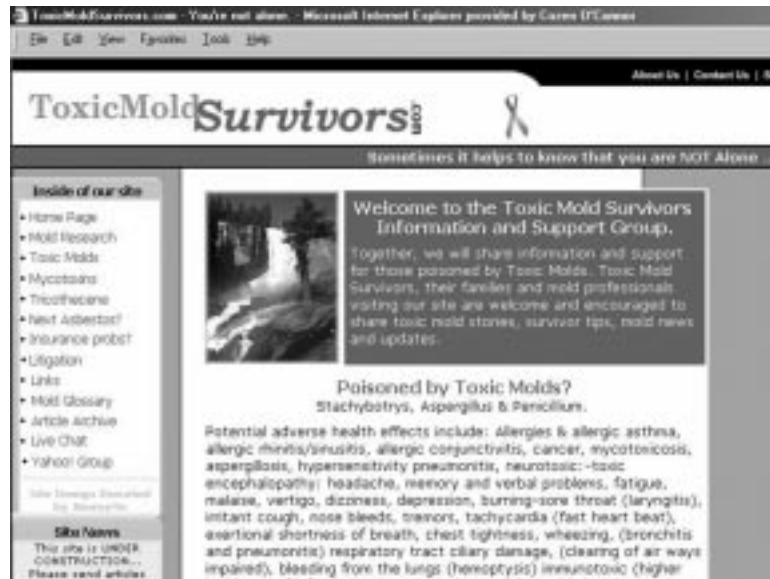 ToxicMoldSurvivors.com - You're not alone. - Microsoft Internet Explorer provided by
File Edit View Favorites Tools Help
About Us | Contact Us | S
ToxicMoldSurvivors.com
Sometimes it helps to know that you are NOT Alone ...
Inside of our site
• Home Page
• Mold Research
• Toxic Molds
• Mycotoxins
• Tricothecene
• Next Asbestos?
• Insurance probs?
• Litigation
• Links
• Mold Glossary
• Article Archive
• Live Chat
• Yahoo! Group
Site Design Donated
by
Site News
This site is UNDER
CONSTRUCTION...
Please send articles
Welcome to the Toxic Mold Survivors
Information and Support Group.
Together, we will share information and support
for those poisoned by Toxic Molds. Toxic Mold
Survivors, their families and mold professionals
visiting our site are welcome and encouraged to
share toxic mold stories, survivor tips, mold news
and updates.
Poisoned by Toxic Molds?
Stachybotrys, Aspergillus & Penicillium.
Potential adverse health effects include: Allergies & allergic asthma,
allergic rhinitis/sinusitis, allergic conjunctivitis, cancer, mycotoxicosis,
aspergillosis, hypersensitivity pneumonitis, neurotoxic: -toxic
encephalopathy: headache, memory and verbal problems, fatigue,
malaise, vertigo, dizziness, depression, burning-sore throat (laryngitis),
irritant cough, nose bleeds, tremors, tachycardia (fast heart beat),
exertional shortness of breath, chest tightness, wheezing, (bronchitis
and pneumonitis) respiratory tract ciliary damage, (clearing of air ways
impaired), bleeding from the lungs (hemoptysis) immunotoxic (higher